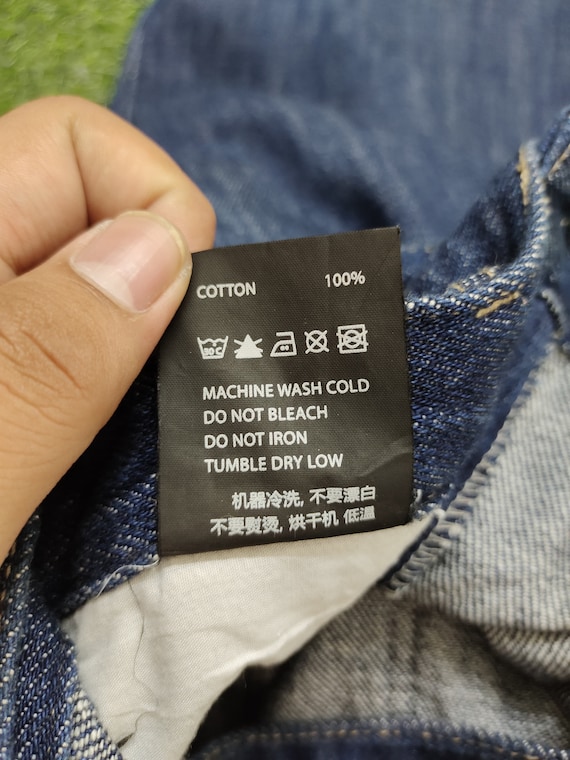 COTTON 100%
30 C
MACHINE WASH COLD
DO NOT BLEACH
DO NOT IRON
TUMBLE DRY LOW
机器冷洗, 不要漂白
不要熨烫, 烘干机 低温